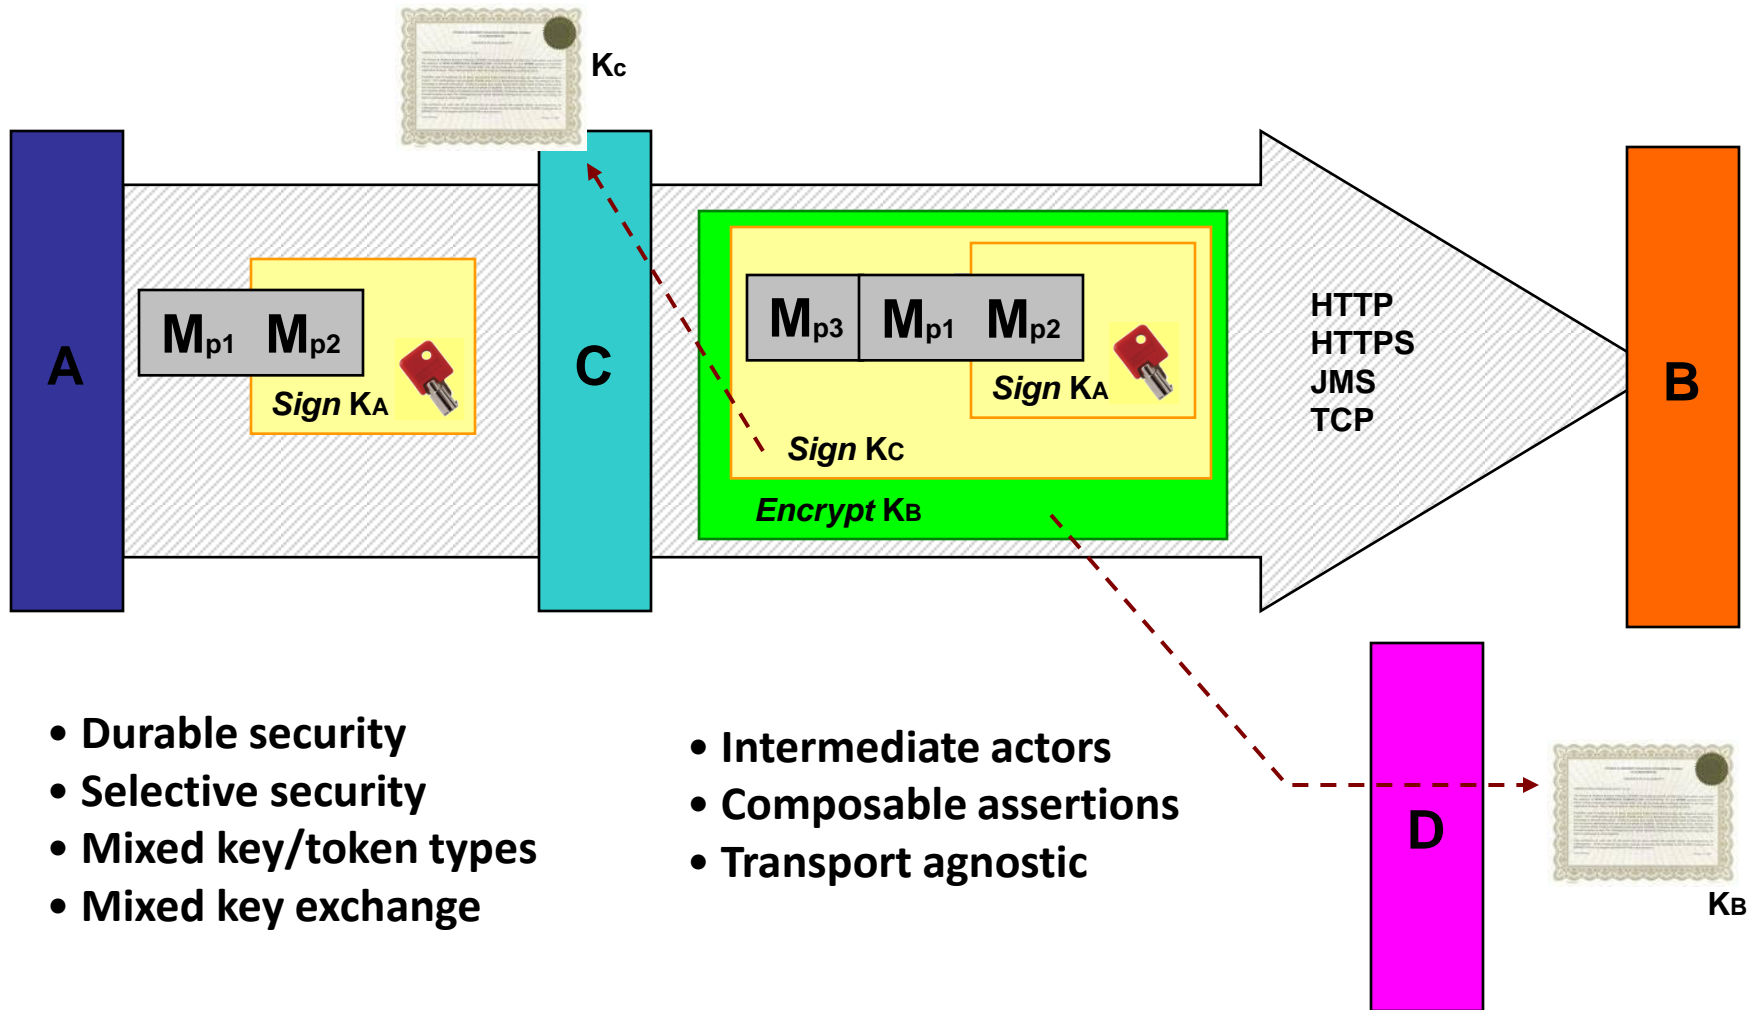 Kc
A
Mp1 Mp2
Sign KA
C
Mp3 Mp1 Mp2
Sign KA
Sign KC
Encrypt KB
HTTP
HTTPS
JMS
TCP
B
D
KB
• Durable security
• Selective security
• Mixed key/token types
• Mixed key exchange
• Intermediate actors
• Composable assertions
• Transport agnostic